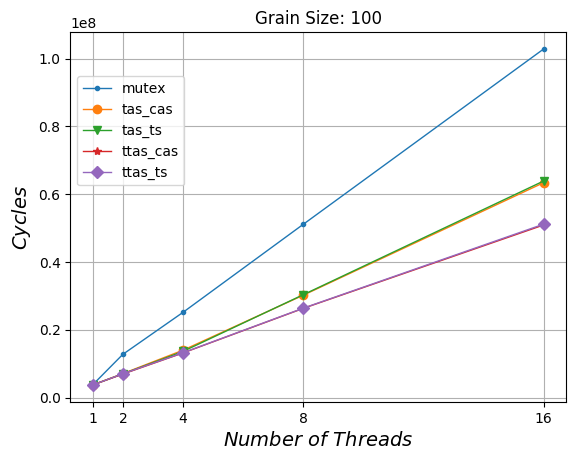 Grain Size: 100
1e8
1.0
0.8
0.6
0.4
0.2
0.0
Cycles
mutex
tas_cas
tas_ts
ttas_cas
ttas_ts
1 2 4 8 16
Number of Threads